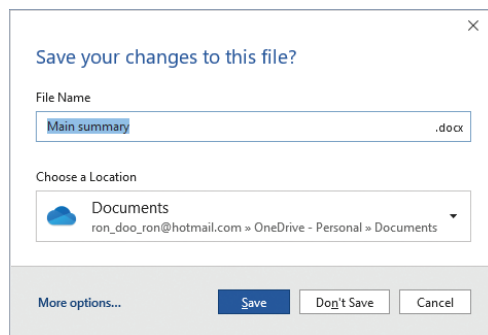 Save your changes to this file?
File Name
Main summary .docx
Choose a Location
Documents
ron_doo_ron@hotmail.com » OneDrive - Personal » Documents
More options... Save Don't Save Cancel